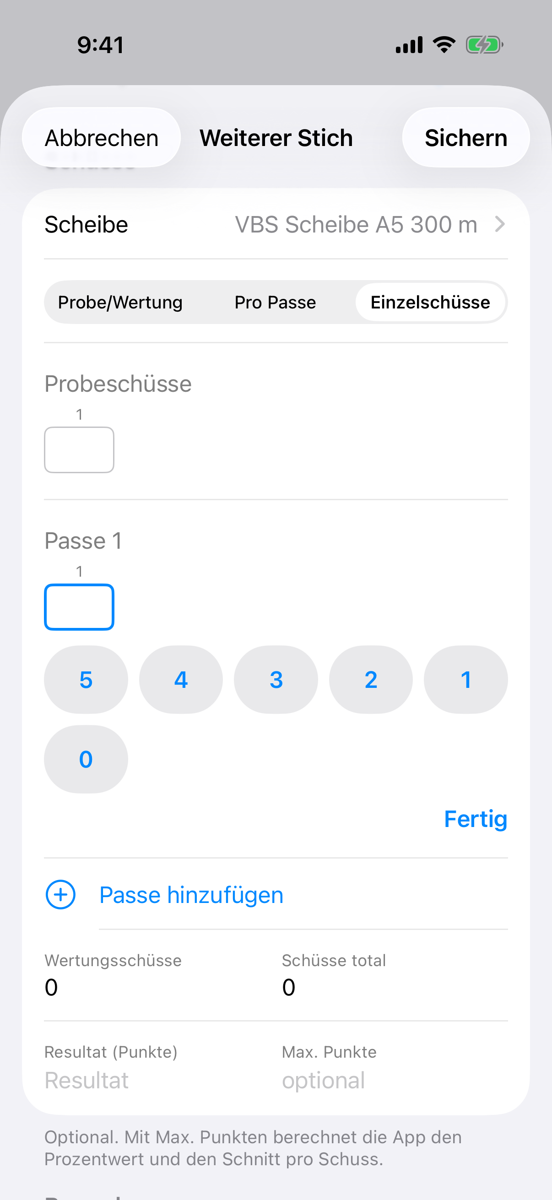 9:41
Abbrechen
Weiterer Stich
Sichern
Scheibe
VBS Scheibe A5 300 m
Probe/Wertung
Pro Passe
Einzelschüsse
Probeschüsse
1
Passe 1
1
5
4
3
2
1
0
Fertig
Passe hinzufügen
Wertungsschüsse
Schüsse total
0
0
Resultat (Punkte)
Max. Punkte
Resultat
optional
Optional. Mit Max. Punkten berechnet die App den
Prozentwert und den Schnitt pro Schuss.